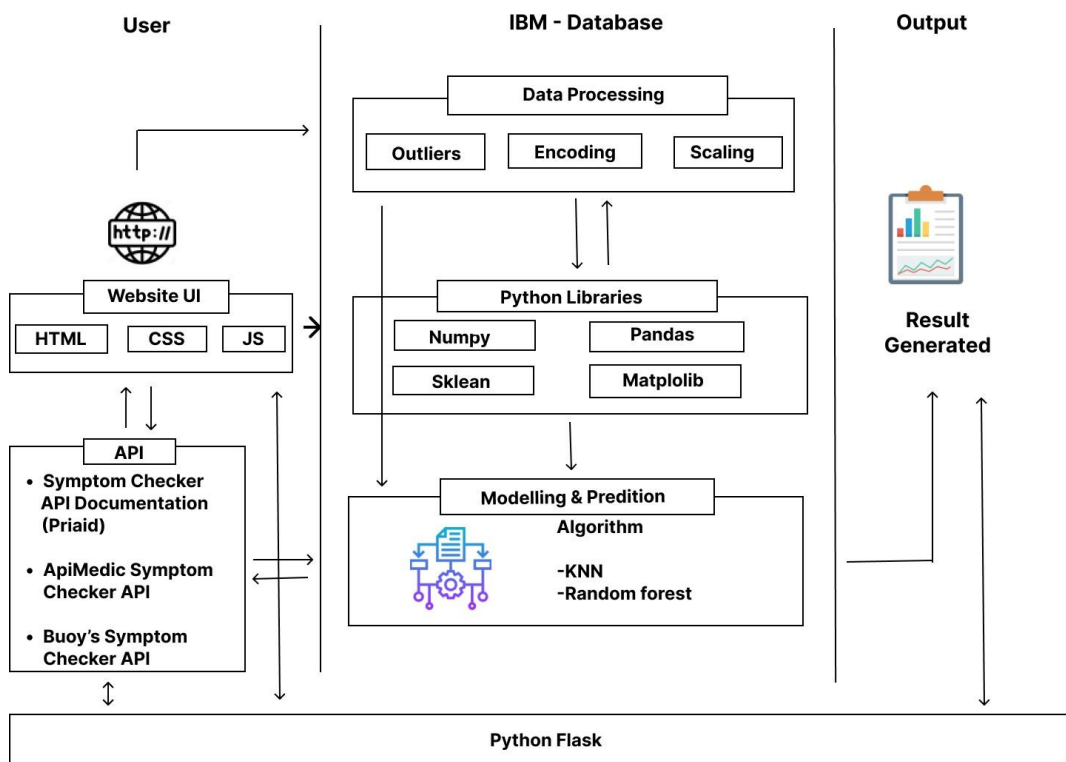 User
IBM - Database
Output
Data Processing
Outliers
Encoding
Scaling
http://
Website UI
HTML
CSS
JS
Python Libraries
Numpy
Pandas
Sklean
Matplolib
Result
Generated
API
• Symptom Checker
API Documentation
(Priaid)
• ApiMedic Symptom
Checker API
• Buoy's Symptom
Checker API
Modelling & Predition
Algorithm
-KNN
-Random forest
Python Flask